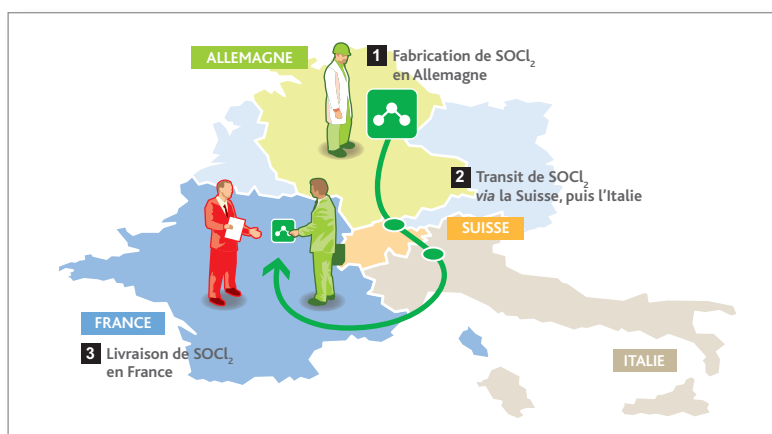 ALLEMAGNE
1 Fabrication de SOCl₂
en Allemagne
2 Transit de SOCl₂
via la Suisse, puis l’Italie
SUISSE
FRANCE
3 Livraison de SOCl₂
en France
ITALIE